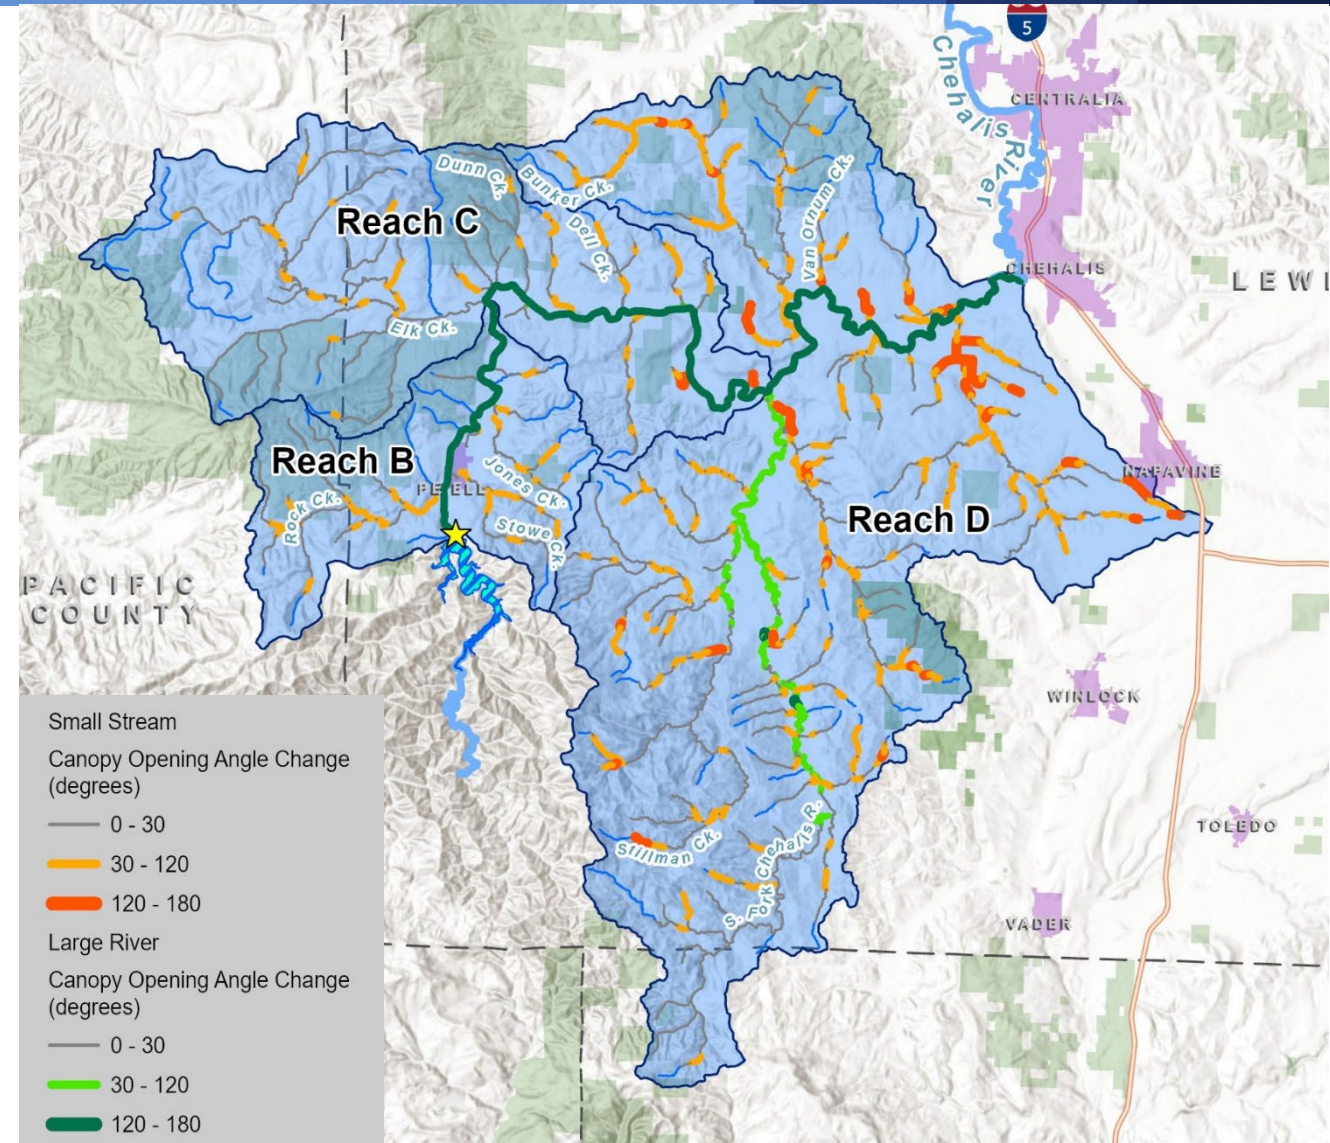 5
Chehalis River
CENTRALIA
Dunn Ck.
Bunker Ck.
Van Ornum Ck.
Reach C
Dell Ck.
CHEHALIS
LEWI
Elk Ck.
Reach B
Jones Ck.
NAPAVINE
PE ELL
Rock Ck.
Stowe Ck.
Reach D
PACIFIC
COUNTY
WINLOCK
Small Stream
Canopy Opening Angle Change
(degrees)
0 - 30
30 - 120
120 - 180
Large River
Canopy Opening Angle Change
(degrees)
0 - 30
30 - 120
120 - 180
Stillman Ck.
S. Fork Chehalis R.
TOLEDO
VADER